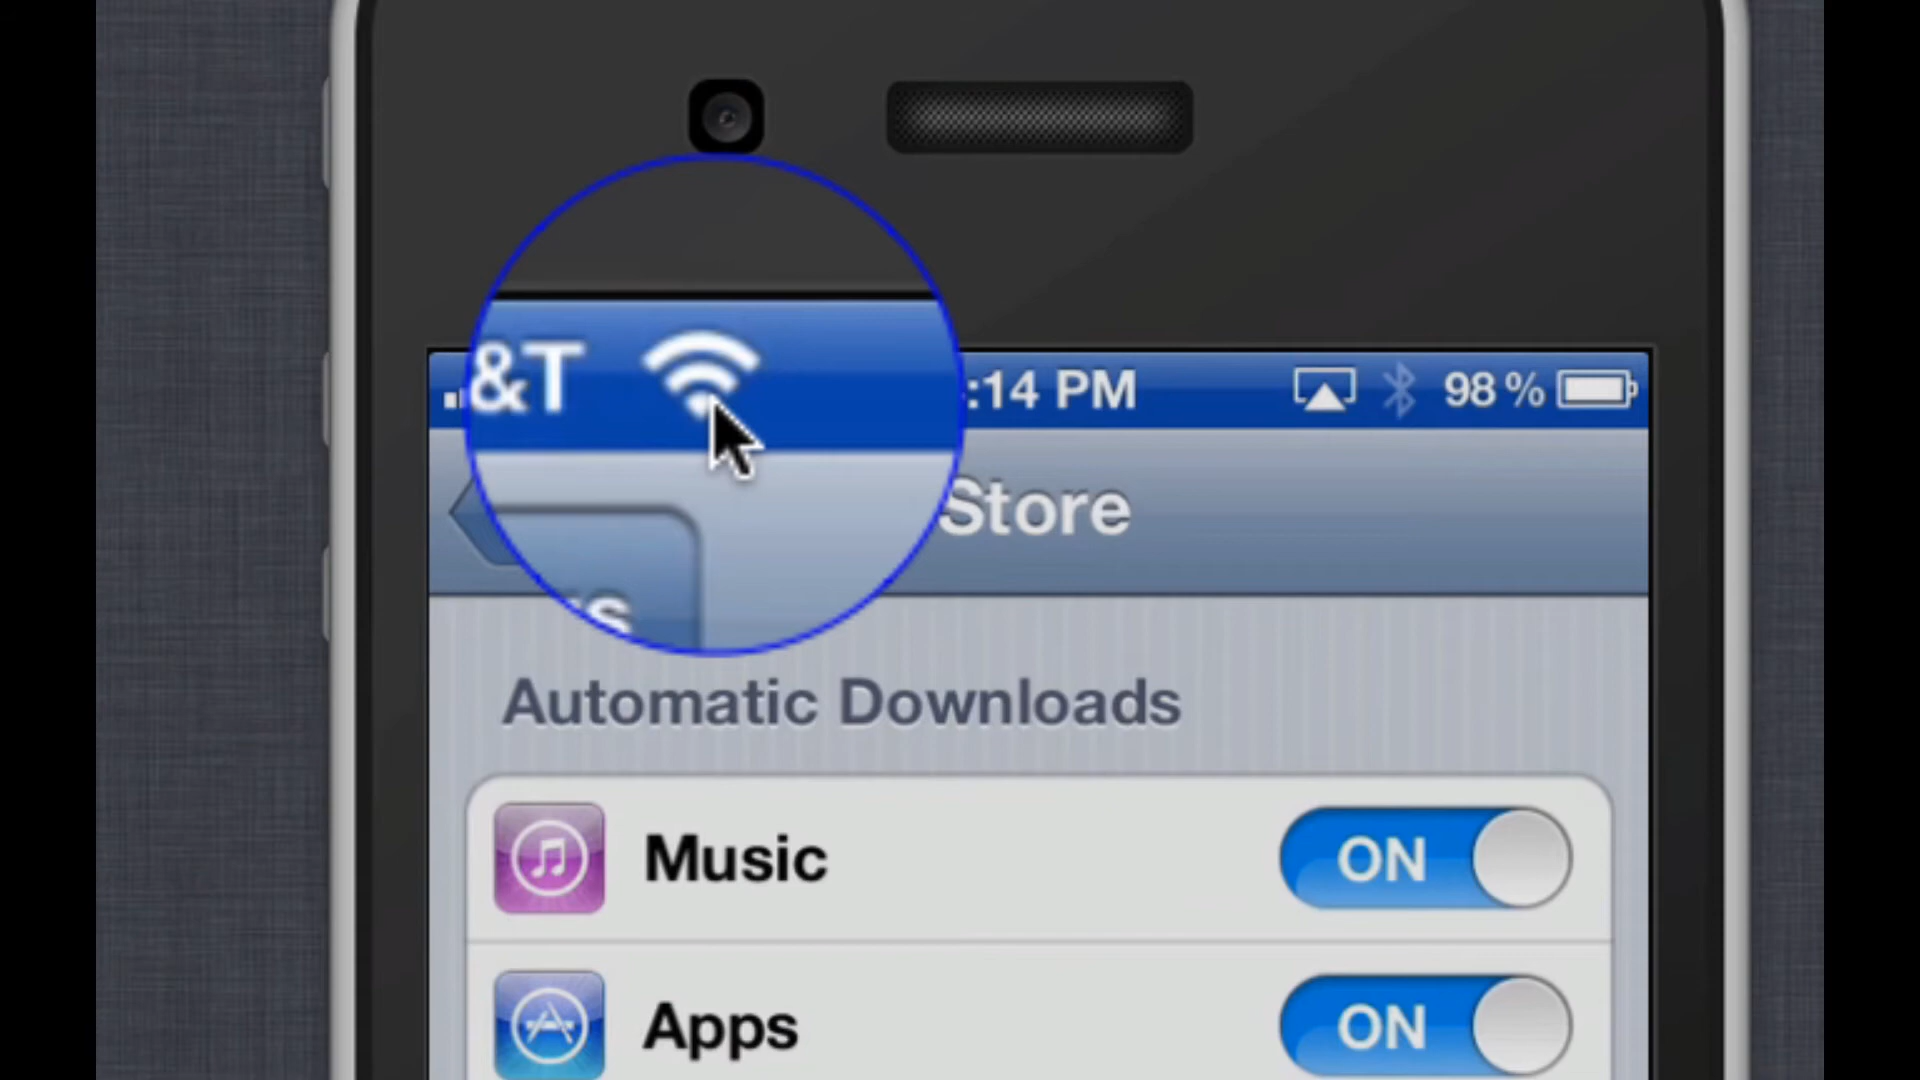 &T :14 PM 98 %
Store
Automatic Downloads
Music ON
Apps ON